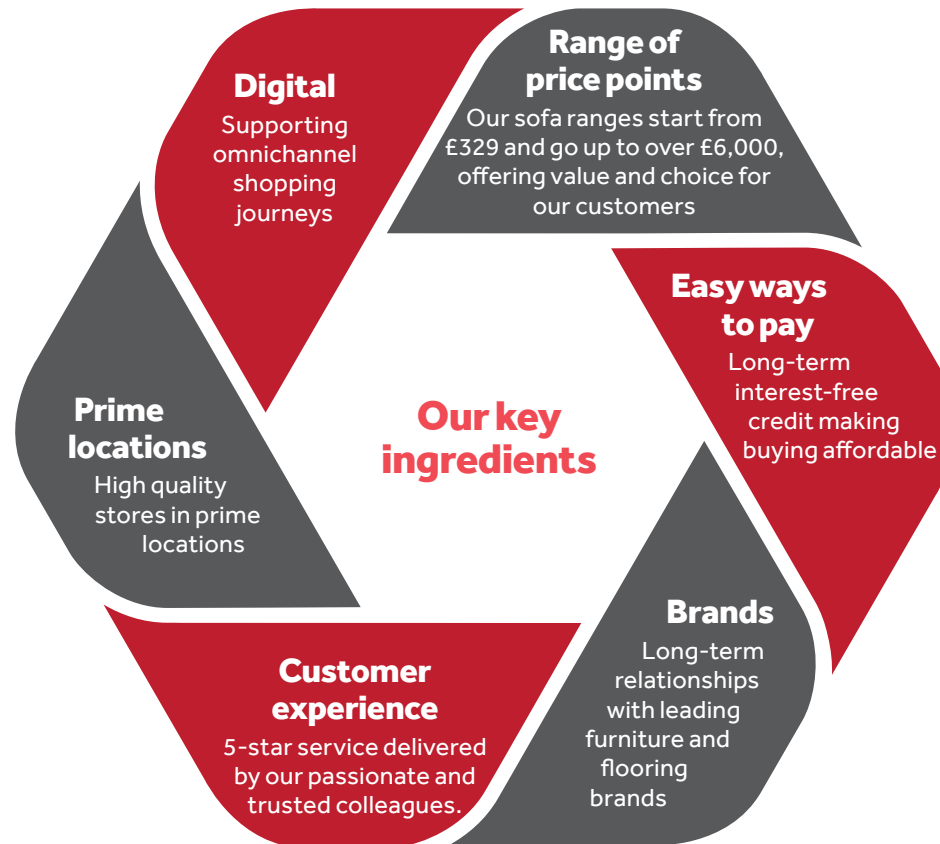 Digital
Supporting
omnichannel
shopping
journeys
Range of
price points
Our sofa ranges start from
£329 and go up to over £6,000,
offering value and choice for
our customers
Easy ways
to pay
Long-term
interest-free
credit making
buying affordable
Brands
Long-term
relationships
with leading
furniture and
flooring
brands
Customer
experience
5-star service delivered
by our passionate and
trusted colleagues.
Prime
locations
High quality
stores in prime
locations
Our key
ingredients